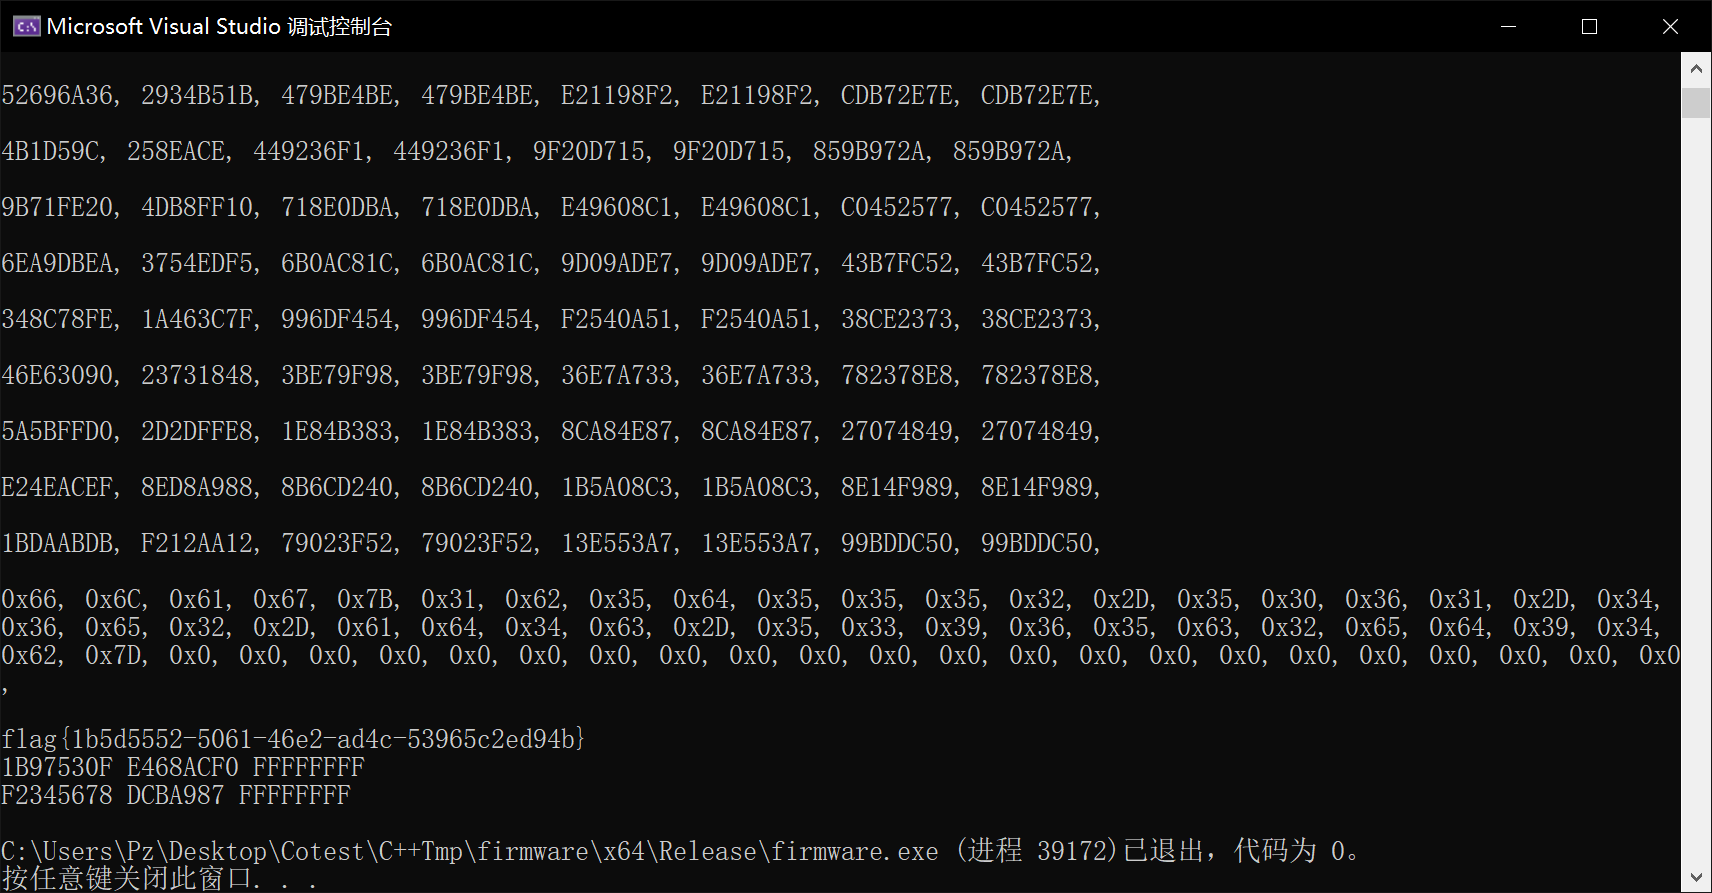 Microsoft Visual Studio 调试控制台
52696A36, 2934B51B, 479BE4BE, 479BE4BE, E21198F2, E21198F2, CDB72E7E, CDB72E7E,
4B1D59C, 258EACE, 449236F1, 449236F1, 9F20D715, 9F20D715, 859B972A, 859B972A,
9B71FE20, 4DB8FF10, 718E0DBA, 718E0DBA, E49608C1, E49608C1, C0452577, C0452577,
6EA9DBEA, 3754EDF5, 6B0AC81C, 6B0AC81C, 9D09ADE7, 9D09ADE7, 43B7FC52, 43B7FC52,
348C78FE, 1A463C7F, 996DF454, 996DF454, F2540A51, F2540A51, 38CE2373, 38CE2373,
46E63090, 23731848, 3BE79F98, 3BE79F98, 36E7A733, 36E7A733, 782378E8, 782378E8,
5A5BFFD0, 2D2DFFE8, 1E84B383, 1E84B383, 8CA84E87, 8CA84E87, 27074849, 27074849,
E24EACEF, 8ED8A988, 8B6CD240, 8B6CD240, 1B5A08C3, 1B5A08C3, 8E14F989, 8E14F989,
1BDAABDB, F212AA12, 79023F52, 79023F52, 13E553A7, 13E553A7, 99BDDC50, 99BDDC50,
0x66, 0x6C, 0x61, 0x67, 0x7B, 0x31, 0x62, 0x35, 0x64, 0x35, 0x35, 0x35, 0x32, 0x2D, 0x35, 0x30, 0x36, 0x31, 0x2D, 0x34,
0x36, 0x65, 0x32, 0x2D, 0x61, 0x64, 0x34, 0x63, 0x2D, 0x35, 0x33, 0x39, 0x36, 0x35, 0x63, 0x32, 0x65, 0x64, 0x39, 0x34,
0x62, 0x7D, 0x0, 0x0, 0x0, 0x0, 0x0, 0x0, 0x0, 0x0, 0x0, 0x0, 0x0, 0x0, 0x0, 0x0, 0x0, 0x0, 0x0, 0x0, 0x0, 0x0, 0x0, 0x0
,
flag{1b5d5552-5061-46e2-ad4c-53965c2ed94b}
1B97530F E468ACF0 FFFFFFFF
F2345678 DCBA987 FFFFFFFF
C:\Users\Pz\Desktop\Cotest\C++Tmp\firmware\x64\Release\firmware.exe (进程 39172)已退出，代码为 0。
按任意键关闭此窗口. . .